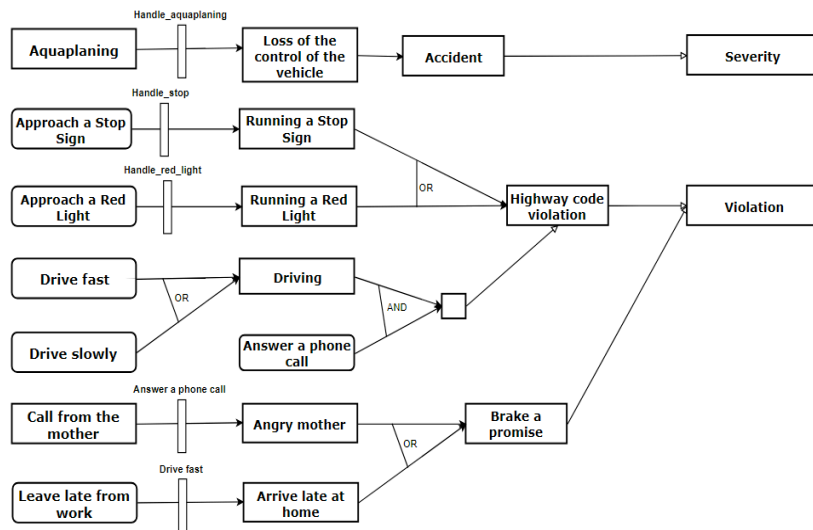 Handle_aquaplaning
Aquaplaning
Loss of the
control of the
vehicle
Accident
Severity
Handle_stop
Approach a Stop
Sign
Running a Stop
Sign
OR
Handle_red_light
Approach a Red
Light
Running a Red
Light
Highway code
violation
Violation
Drive fast
OR
Driving
AND
Drive slowly
Answer a phone
call
Answer a phone call
Call from the
mother
Angry mother
OR
Brake a
promise
Drive fast
Leave late from
work
Arrive late at
home